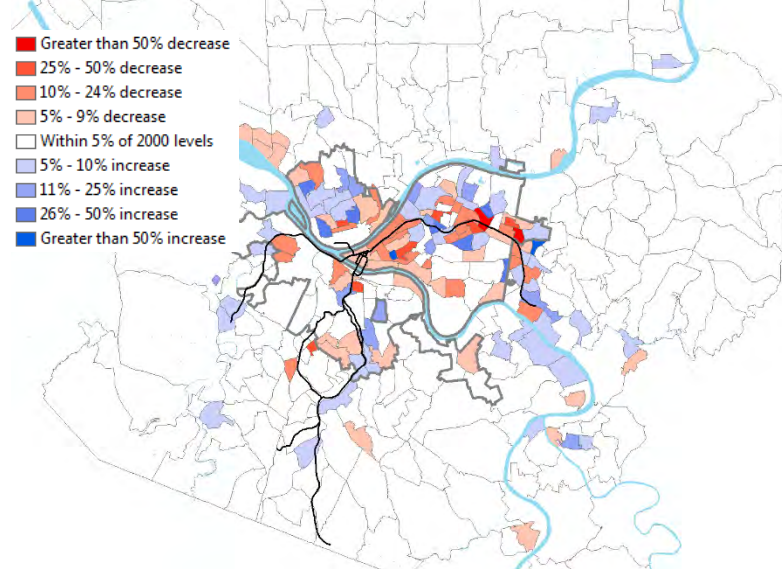 Greater than 50% decrease
25% - 50% decrease
10% - 24% decrease
5% - 9% decrease
Within 5% of 2000 levels
5% - 10% increase
11% - 25% increase
26% - 50% increase
Greater than 50% increase